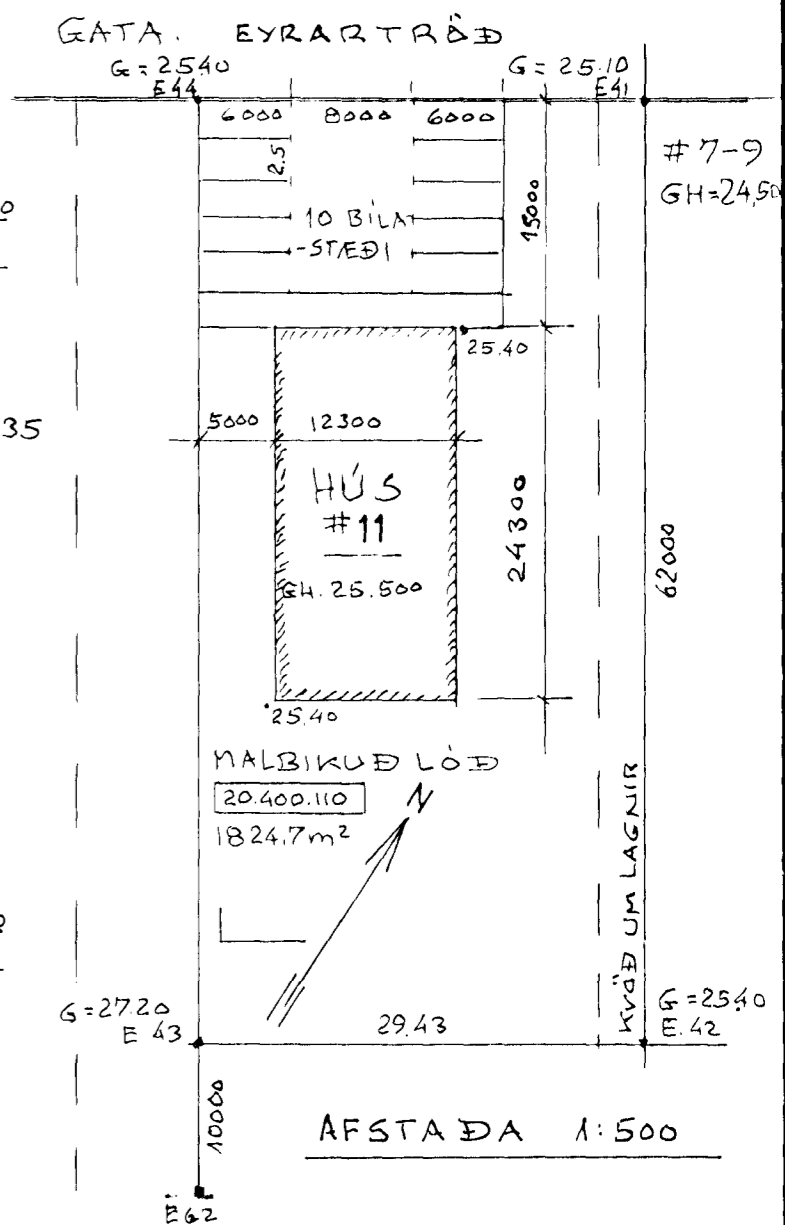 GATA. EYRARTRÖÐ
G=25.40
E44
G=25.10
E41
6000 8000 6000
# 7-9
GH=24,50
2.5
10 BÍLA
-STÆÐI
15000
25.40
35
5000 12300
HÚS
#11
GH. 25.500
24300
62000
25.40
MALBIKUÐ LÓÐ
20.400.110
N
1824,7m²
KVÖÐ UM LAGNIR
G=27.20
E 43
29.43
G=25.40
E.42
10000
AFSTAÐA 1:500
E62